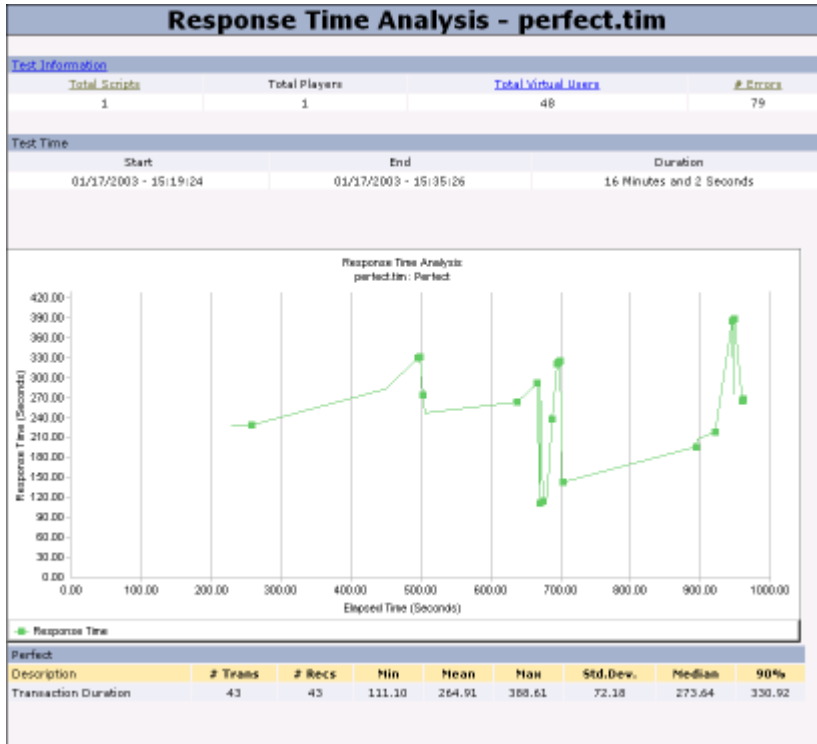 Response Time Analysis - perfect.tim
Test Information
Total Scripts Total Players Total Virtual Users # Errors
1 1 48 79
Test Time
Start End Duration
01/17/2003 - 15:19:24 01/17/2003 - 15:35:26 16 Minutes and 2 Seconds
Response Time Analysis
perfect.tim : Perfect
Response Time (Seconds)
420.00
390.00
360.00
330.00
300.00
270.00
240.00
210.00
180.00
150.00
120.00
90.00
60.00
30.00
0.00
0.00 100.00 200.00 300.00 400.00 500.00 600.00 700.00 800.00 900.00 1000.00
Elapsed Time (Seconds)
Response Time
Perfect
Description # Trans # Recs Min Mean Max Std.Dev. Median 90%
Transaction Duration 43 43 111.10 264.91 388.61 72.18 273.64 330.92